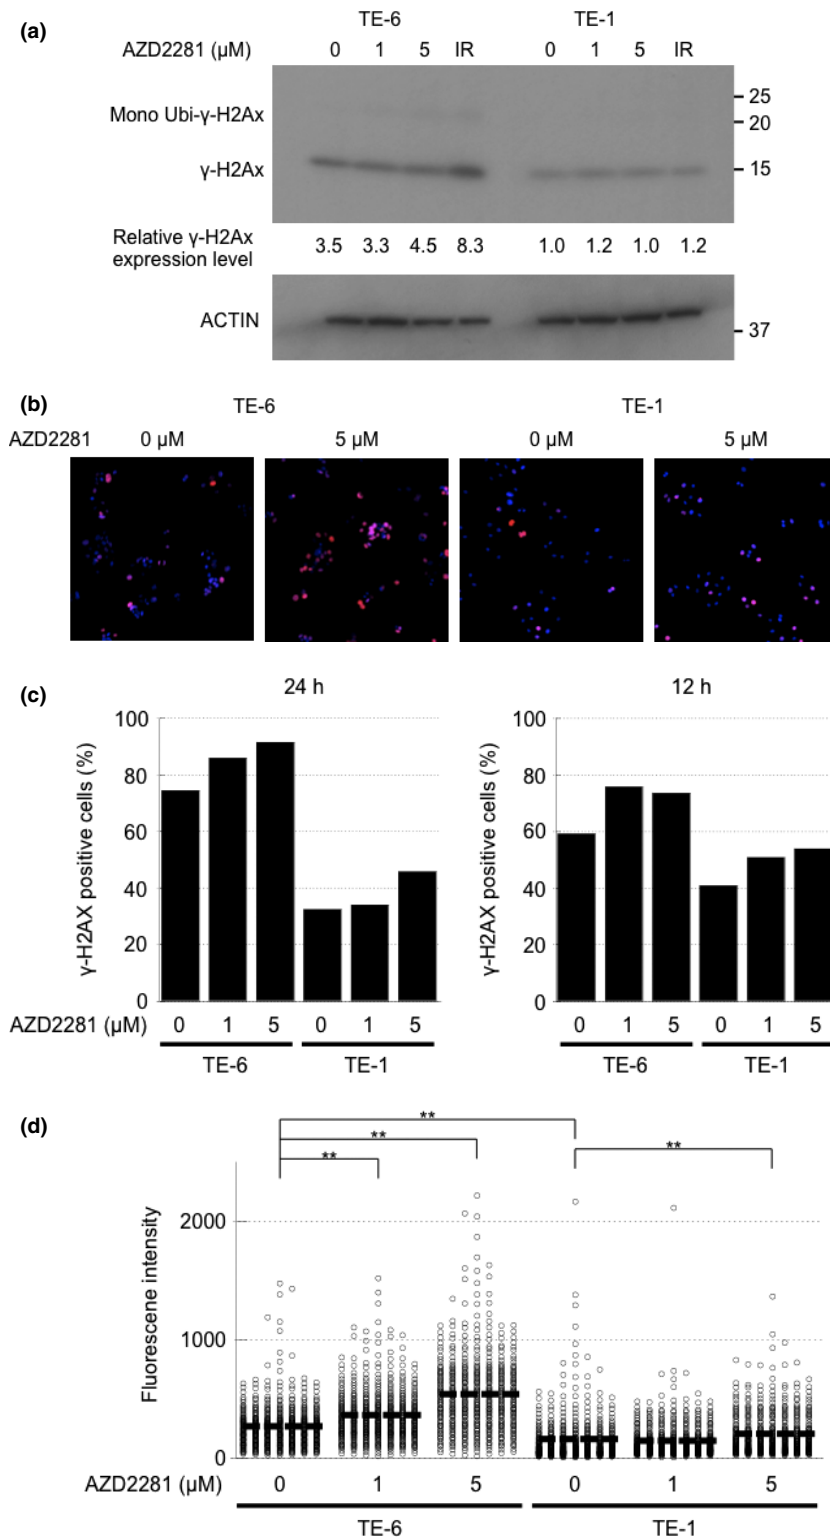 (a)
TE-6 TE-1
AZD2281 (μM) 0 1 5 IR 0 1 5 IR
Mono Ubi-γ-H2Ax
25
20
γ-H2Ax
15
Relative γ-H2Ax
expression level
3.5 3.3 4.5 8.3 1.0 1.2 1.0 1.2
ACTIN
37
(b)
TE-6 TE-1
AZD2281 0 μM 5 μM 0 μM 5 μM
(c)
24 h 12 h
γ-H2AX positive cells (%)
100
80
60
40
20
0
AZD2281 (μM) 0 1 5 0 1 5
TE-6 TE-1
γ-H2AX positive cells (%)
100
80
60
40
20
0
0 1 5 0 1 5
TE-6 TE-1
(d)
**
**
**
**
Fluorescene intensity
2000
1000
0
AZD2281 (μM) 0 1 5 0 1 5
TE-6 TE-1